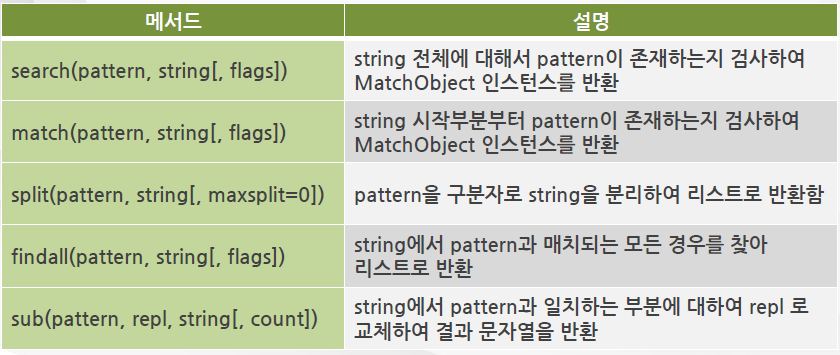 메서드
설명
search(pattern, string[, flags])
string 전체에 대해서 pattern이 존재하는지 검사하여
MatchObject 인스턴스를 반환
match(pattern, string[, flags])
string 시작부분부터 pattern이 존재하는지 검사하여
MatchObject 인스턴스를 반환
split(pattern, string[, maxsplit=0])
pattern을 구분자로 string을 분리하여 리스트로 반환함
findall(pattern, string[, flags])
string에서 pattern과 매치되는 모든 경우를 찾아
리스트로 반환
sub(pattern, repl, string[, count])
string에서 pattern과 일치하는 부분에 대하여 repl 로
교체하여 결과 문자열을 반환